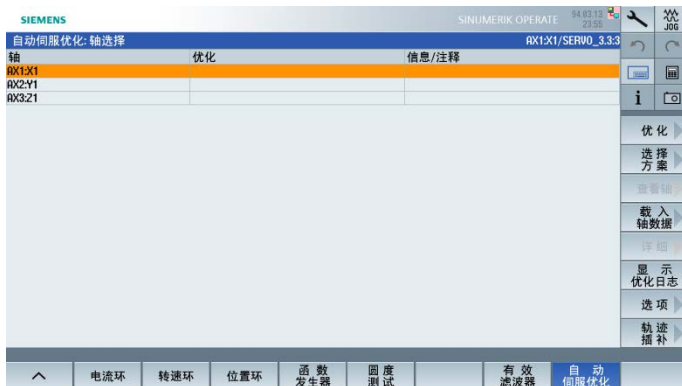 SIEMENS
SINUMERIK OPERATE
23:55
JOG
自动伺服优化: 轴选择
AX1:X1/SERVO_3.3:3
轴 优化 信息/注释
AX1:X1
AX2:Y1
AX3:Z1
i
优 化
选 择
方 案
查看轴
载 入
轴数据
详 细
显 示
优化日志
选 项
轨 迹
插 补
电流环
转速环
位置环
函 数
发生器
圆 度
测 试
有 效
滤波器
自 动
伺服优化